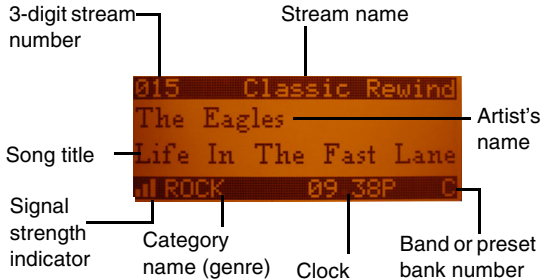 3-digit stream number
Stream name
015 Classic Rewind
The Eagles
Artist's name
Song title
Life In The Fast Lane
ROCK 09 38P C
Signal strength indicator
Category name (genre)
Clock
Band or preset bank number